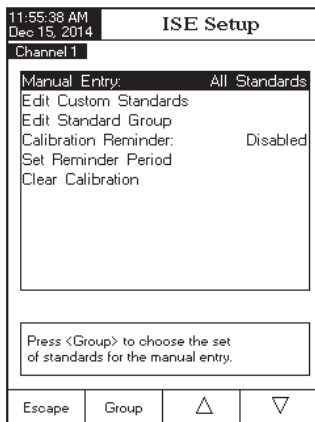 11:55:38 AM
Dec 15, 2014
ISE Setup
Channel 1
Manual Entry: All Standards
Edit Custom Standards
Edit Standard Group
Calibration Reminder: Disabled
Set Reminder Period
Clear Calibration
Press <Group> to choose the set
of standards for the manual entry.
Escape Group